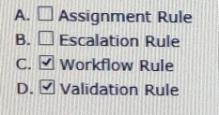 A. ☐ Assignment Rule
B. ☐ Escalation Rule
C. ☑ Workflow Rule
D. ☑ Validation Rule